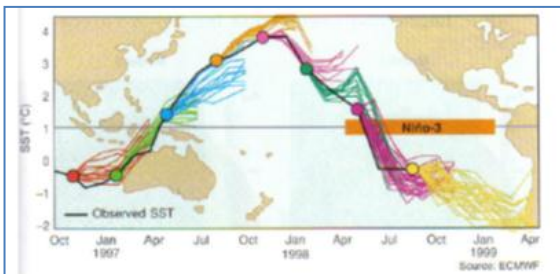 SST (°C)
4
3
2
1
0
-1
-2
Niño-3
Observed SST
Oct Jan Apr Jul Oct Jan Apr Jul Oct Jan Apr
1997 1998 1999
Source: ECMWF